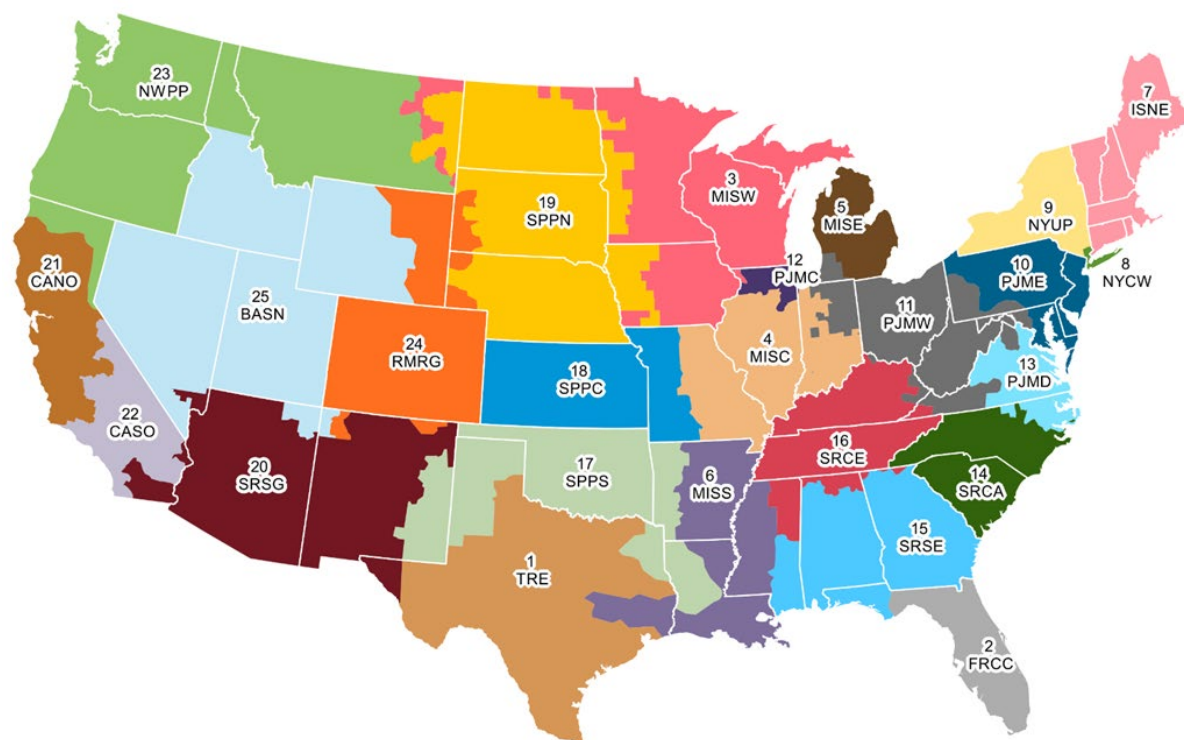 23
NWPP
7
ISNE
3
MISW
19
SPPN
5
MISE
9
NYUP
21
CANO
12
PJMC
10
PJME
8
NYCW
25
BASN
11
PJMW
4
MISC
24
RMRG
13
PJMD
18
SPPC
22
CASO
16
SRCE
17
SPPS
6
MISS
20
SRSG
14
SRCA
15
SRSE
1
TRE
2
FRCC